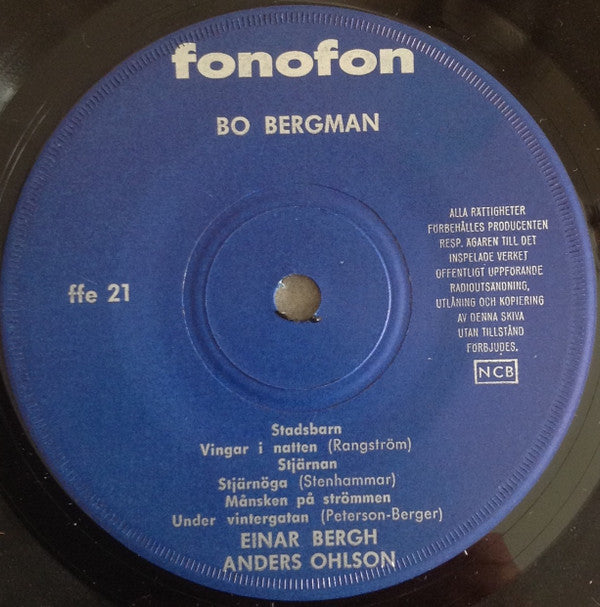 fonofon
BO BERGMAN
ffe 21
ALLA RÄTTIGHETER
FÖRBEHÅLLES PRODUCENTEN
RESP. ÄGAREN TILL DET
INSPELADE VERKET
OFFENTLIGT UPPFÖRANDE
RADIOUTSÄNDNING,
UTLÅNING OCH KOPIERING
AV DENNA SKIVA
UTAN TILLSTÅND
FÖRBJUDES.
NCB
Stadsbarn
Vingar i natten (Rangström)
Stjärnan
Stjärnöga (Stenhammar)
Månsken på strömmen
Under vintergatan (Peterson-Berger)
EINAR BERGH
ANDERS OHLSON